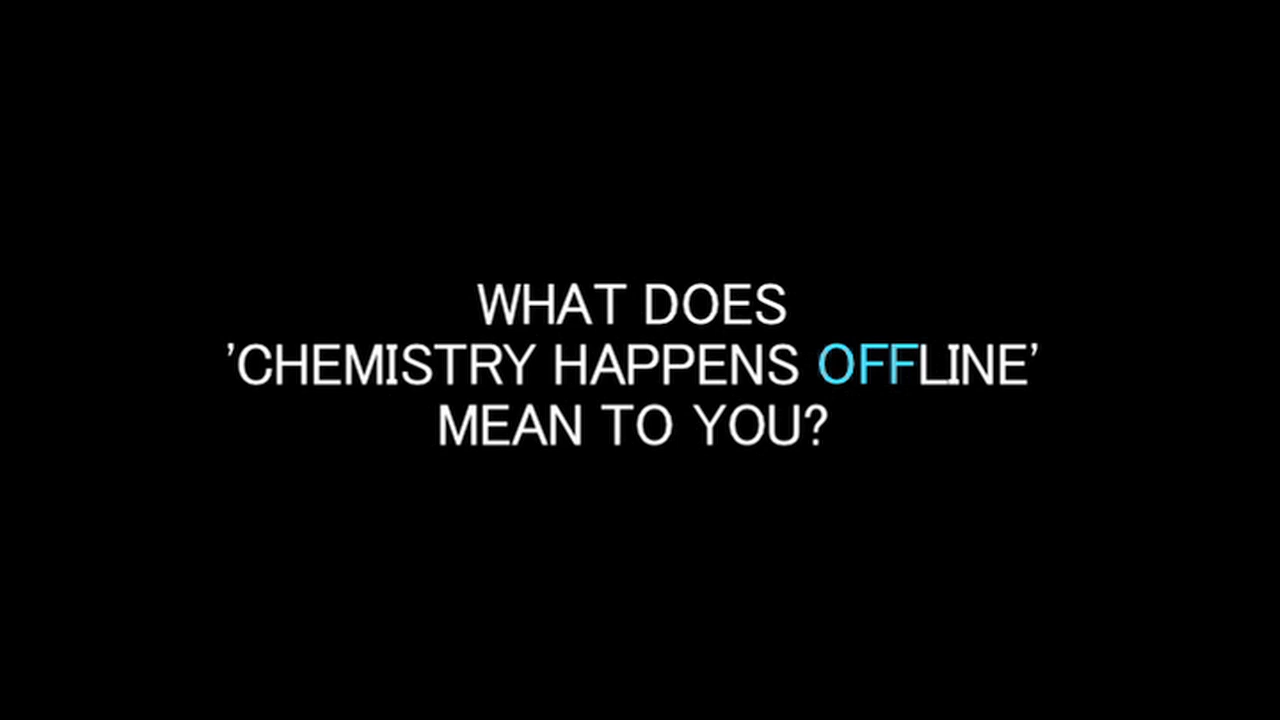 WHAT DOES
’CHEMISTRY HAPPENS OFFLINE’
MEAN TO YOU?